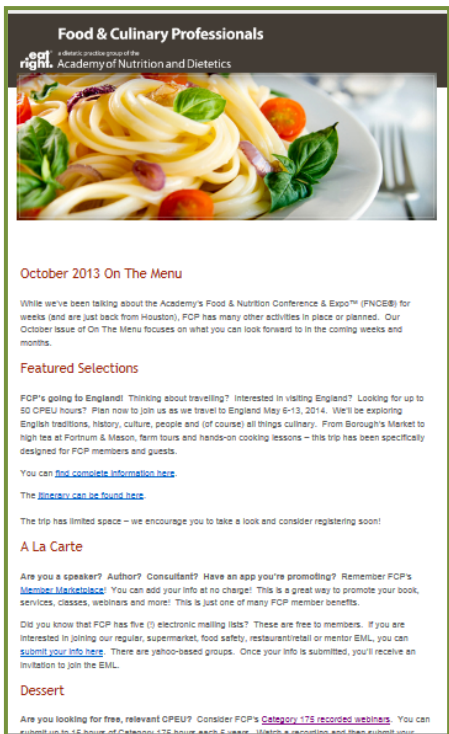 Food & Culinary Professionals
eat right. a dietetic practice group of the
Academy of Nutrition and Dietetics
October 2013 On The Menu
While we've been talking about the Academy's Food & Nutrition Conference & Expo™ (FNCE®) for
weeks (and are just back from Houston), FCP has many other activities in place or planned. Our
October issue of On The Menu focuses on what you can look forward to in the coming weeks and
months.
Featured Selections
FCP's going to England! Thinking about travelling? Interested in visiting England? Looking for up to
50 CPEU hours? Plan now to join us as we travel to England May 6-13, 2014. We'll be exploring
English traditions, history, culture, people and (of course) all things culinary. From Borough's Market to
high tea at Fortnum & Mason, farm tours and hands-on cooking lessons – this trip has been specifically
designed for FCP members and guests.
You can find complete information here.
The itinerary can be found here.
The trip has limited space – we encourage you to take a look and consider registering soon!
A La Carte
Are you a speaker? Author? Consultant? Have an app you're promoting? Remember FCP's
Member Marketplace! You can add your info at no charge! This is a great way to promote your book,
services, classes, webinars and more! This is just one of many FCP member benefits.
Did you know that FCP has five (!) electronic mailing lists? These are free to members. If you are
interested in joining our regular, supermarket, food safety, restaurant/retail or mentor EML, you can
submit your info here. There are yahoo-based groups. Once your info is submitted, you'll receive an
invitation to join the EML.
Dessert
Are you looking for free, relevant CPEU? Consider FCP's Category 175 recorded webinars. You can
submit up to 15 hours of Category 175 hours each 5 years. Watch a recording and then submit your